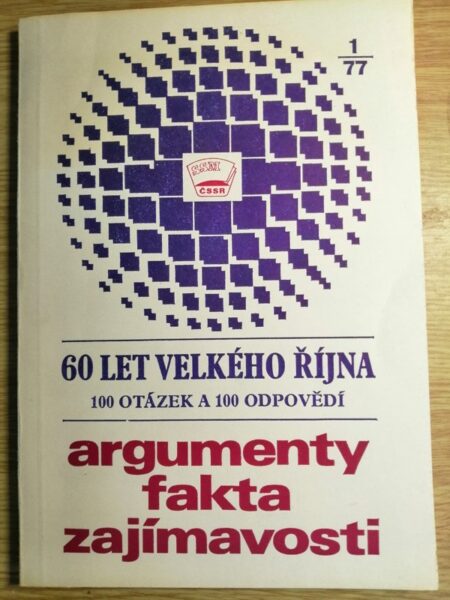 1
77
ČSSR
60 LET VELKÉHO ŘÍJNA
100 OTÁZEK A 100 ODPOVĚDÍ
argumenty
fakta
zajímavosti